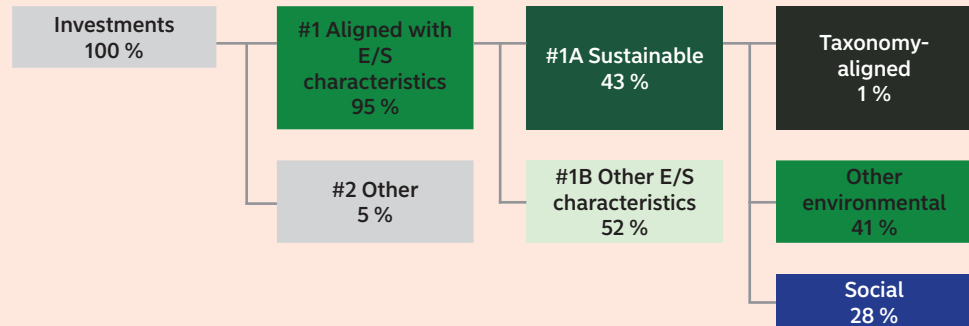 Investments
100 %
#1 Aligned with
E/S
characteristics
95 %
#2 Other
5 %
#1A Sustainable
43 %
#1B Other E/S
characteristics
52 %
Taxonomy-
aligned
1 %
Other
environmental
41 %
Social
28 %